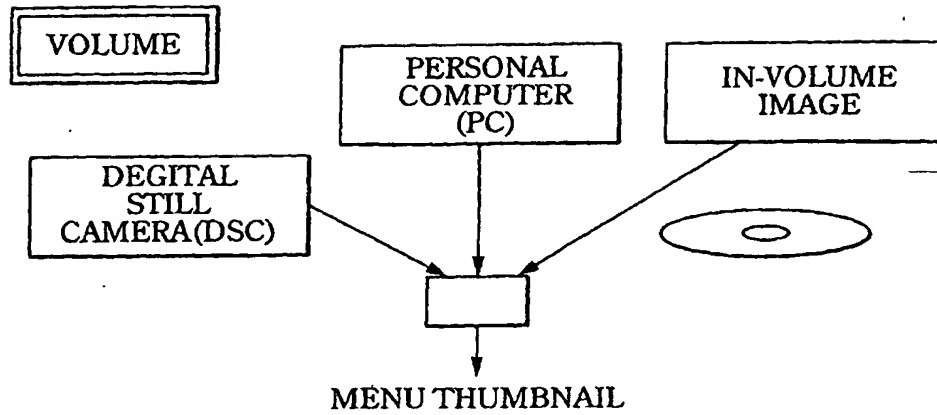 VOLUME
PERSONAL
COMPUTER
(PC)
IN-VOLUME
IMAGE
DEGITAL
STILL
CAMERA(DSC)
MENU THUMBNAIL